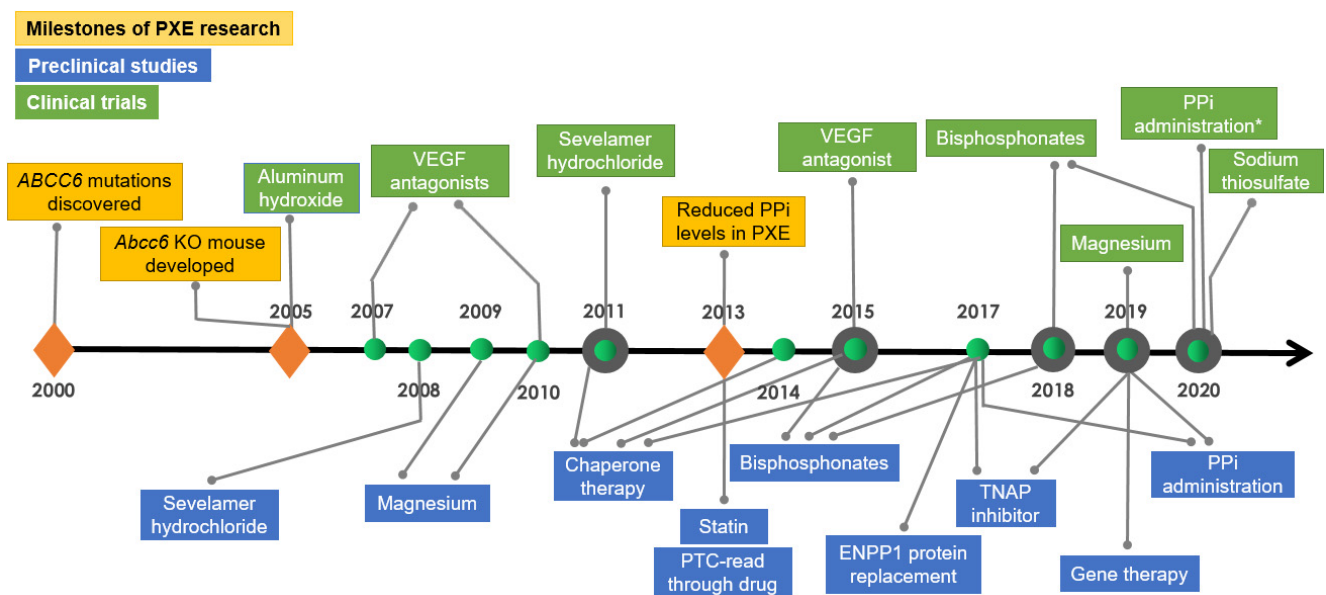 Milestones of PXE research
Preclinical studies
Clinical trials
ABCC6 mutations
discovered
Abcc6 KO mouse
developed
Aluminum
hydroxide
VEGF
antagonists
Sevelamer
hydrochloride
Reduced PPi
levels in PXE
VEGF
antagonist
Bisphosphonates
PPi
administration*
Sodium
thiosulfate
Magnesium
2000
2005
2007
2008
2009
2010
2011
2013
2014
2015
2017
2018
2019
2020
Sevelamer
hydrochloride
Magnesium
Chaperone
therapy
Statin
PTC-read
through drug
Bisphosphonates
ENPP1 protein
replacement
TNAP
inhibitor
Gene therapy
PPi
administration